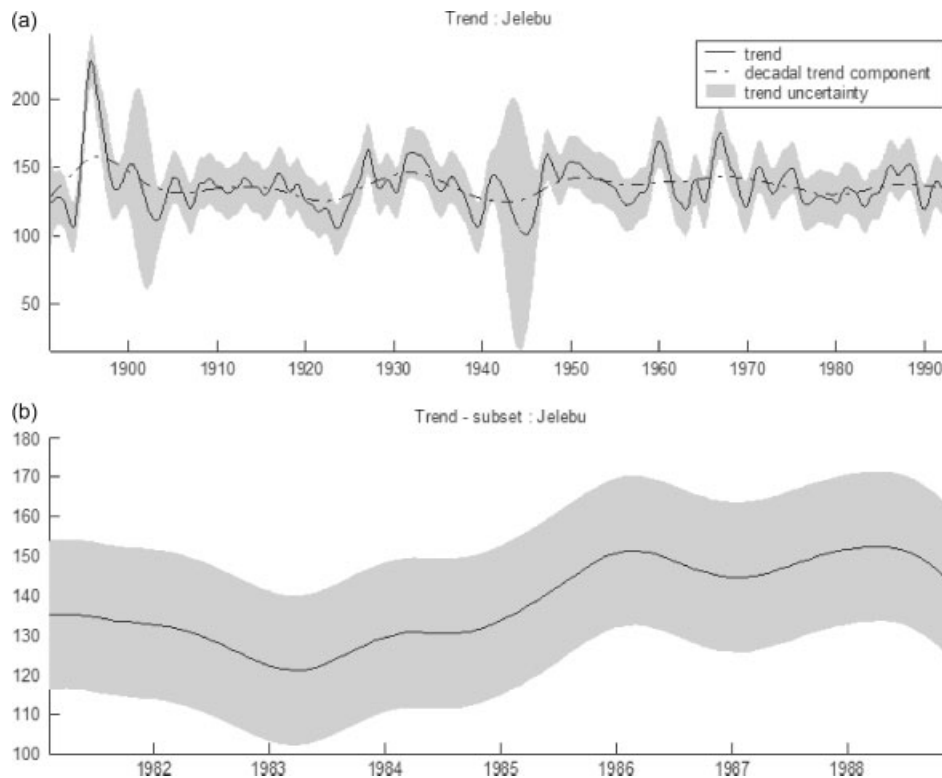 (a)
Trend : Jelebu
trend
decadal trend component
trend uncertainty
200
150
100
50
1900 1910 1920 1930 1940 1950 1960 1970 1980 1990
(b)
Trend - subset : Jelebu
180
170
160
150
140
130
120
110
100
1982 1983 1984 1985 1986 1987 1988